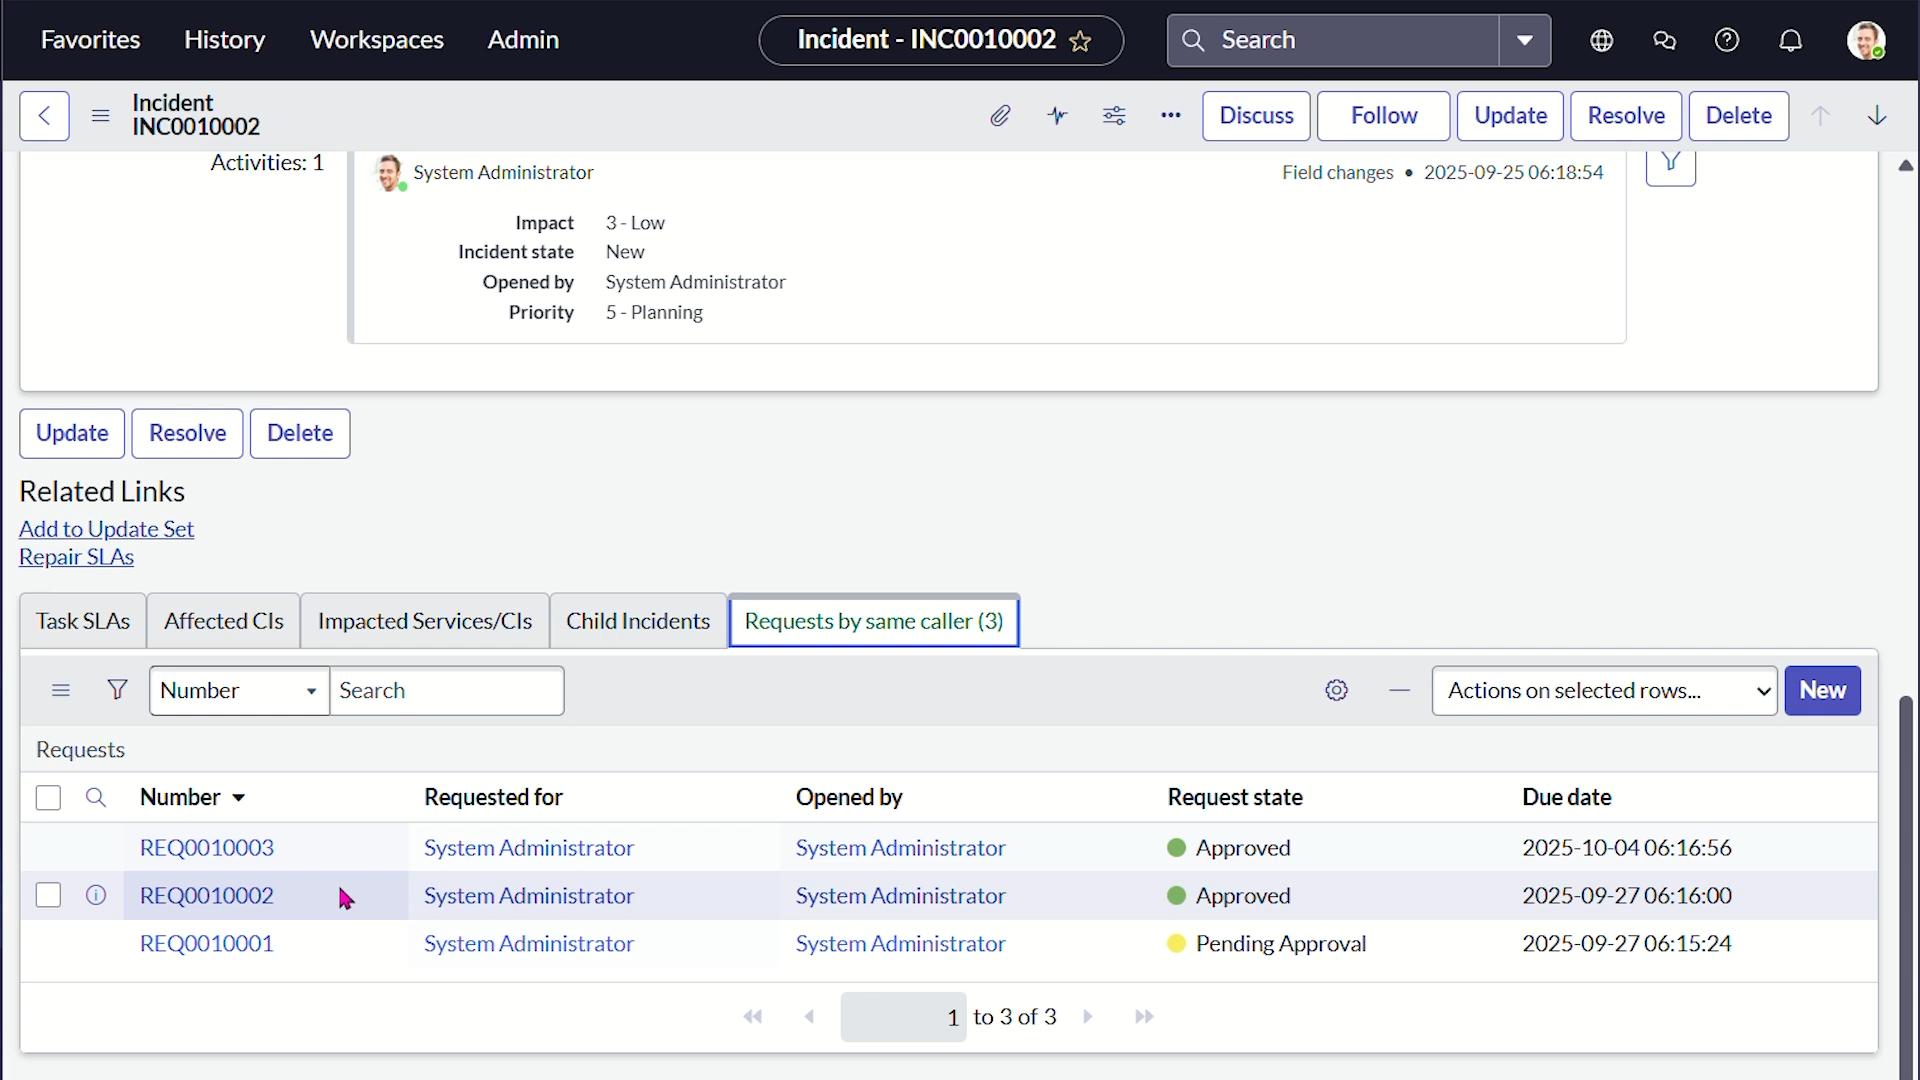 Favorites History Workspaces Admin Incident - INC0010002 Search
Incident
INC0010002
Discuss Follow Update Resolve Delete
Activities: 1
System Administrator Field changes • 2025-09-25 06:18:54
Impact 3 - Low
Incident state New
Opened by System Administrator
Priority 5 - Planning
Update Resolve Delete
Related Links
Add to Update Set
Repair SLAs
Task SLAs Affected CIs Impacted Services/CIs Child Incidents Requests by same caller (3)
Number Search Actions on selected rows... New
Requests
Number Requested for Opened by Request state Due date
REQ0010003 System Administrator System Administrator Approved 2025-10-04 06:16:56
REQ0010002 System Administrator System Administrator Approved 2025-09-27 06:16:00
REQ0010001 System Administrator System Administrator Pending Approval 2025-09-27 06:15:24
1 to 3 of 3